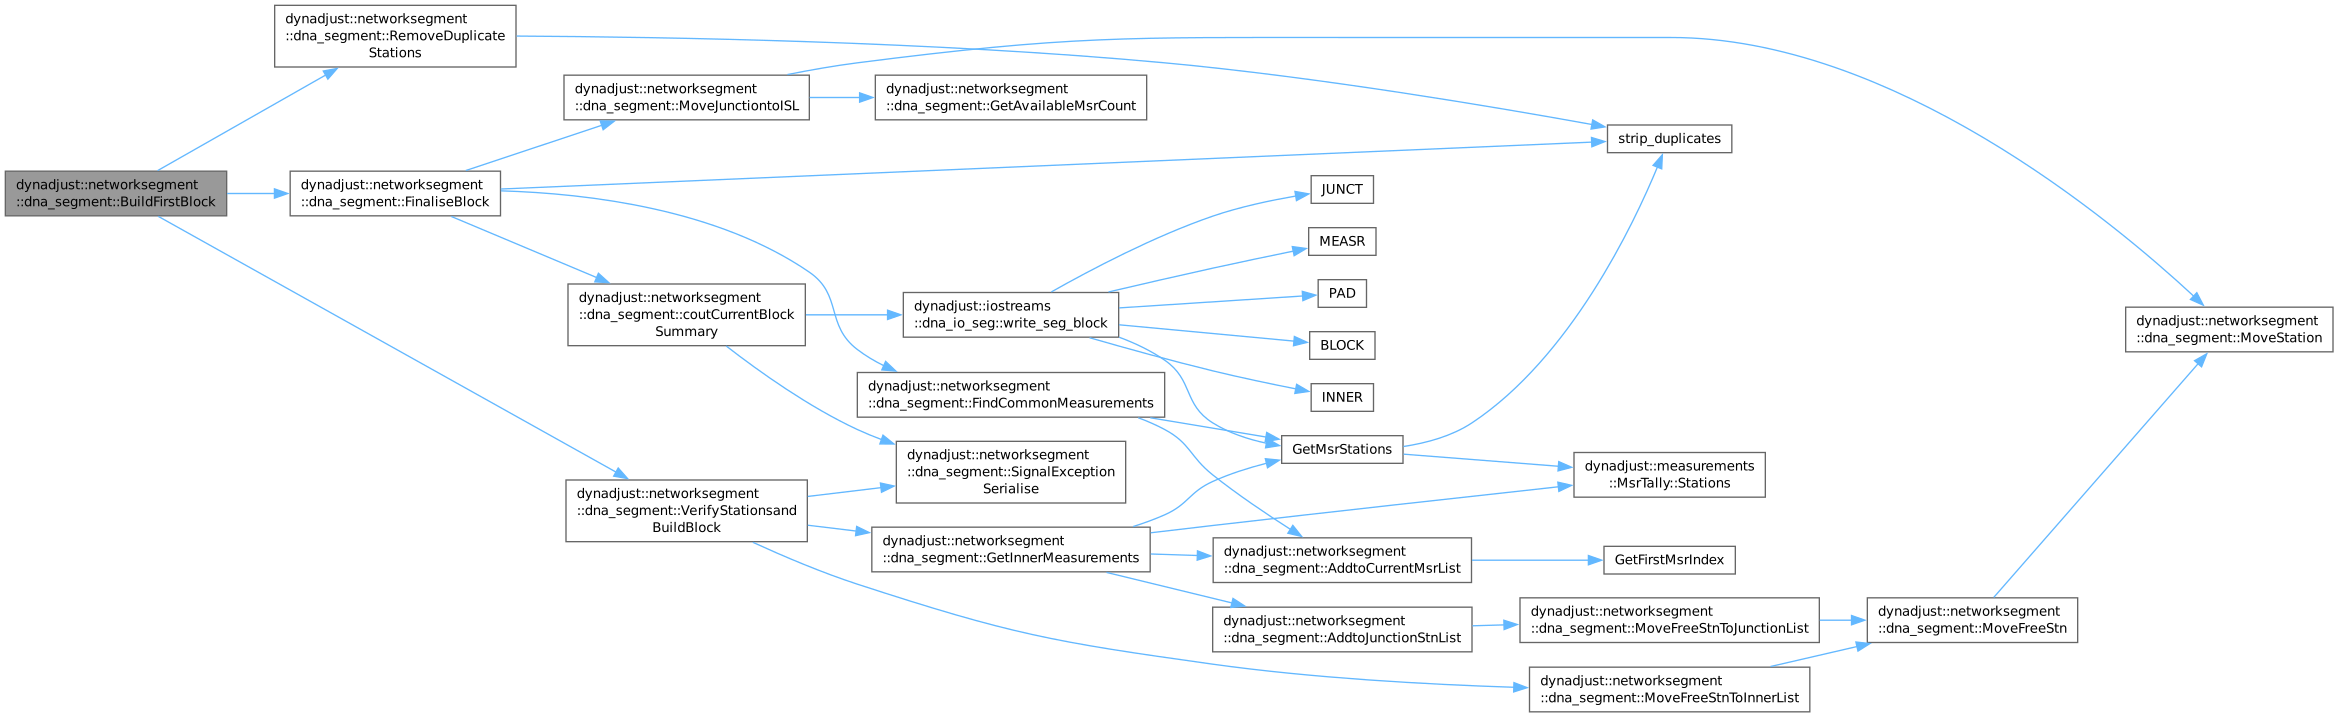 dynadjust::networksegment
::dna_segment::BuildFirstBlock
dynadjust::networksegment
::dna_segment::RemoveDuplicate
Stations
dynadjust::networksegment
::dna_segment::FinaliseBlock
dynadjust::networksegment
::dna_segment::MoveJunctiontoISL
dynadjust::networksegment
::dna_segment::GetAvailableMsrCount
strip_duplicates
dynadjust::networksegment
::dna_segment::coutCurrentBlock
Summary
dynadjust::iostreams
::dna_io_seg::write_seg_block
JUNCT
MEASR
PAD
BLOCK
INNER
dynadjust::networksegment
::dna_segment::MoveStation
dynadjust::networksegment
::dna_segment::FindCommonMeasurements
GetMsrStations
dynadjust::networksegment
::dna_segment::SignalException
Serialise
dynadjust::measurements
::MsrTally::Stations
dynadjust::networksegment
::dna_segment::VerifyStationsand
BuildBlock
dynadjust::networksegment
::dna_segment::GetInnerMeasurements
dynadjust::networksegment
::dna_segment::AddtoCurrentMsrList
GetFirstMsrIndex
dynadjust::networksegment
::dna_segment::AddtoJunctionStnList
dynadjust::networksegment
::dna_segment::MoveFreeStnToJunctionList
dynadjust::networksegment
::dna_segment::MoveFreeStn
dynadjust::networksegment
::dna_segment::MoveFreeStnToInnerList